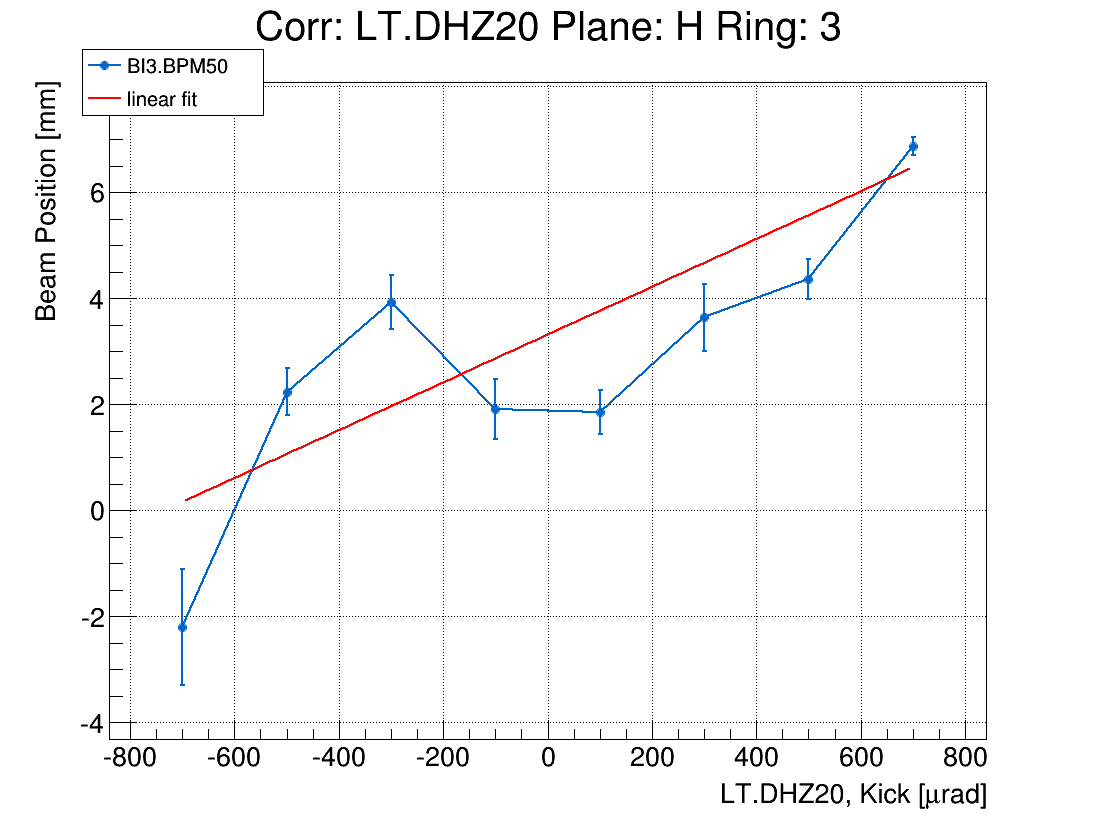 Corr: LT.DHZ20 Plane: H Ring: 3
BI3.BPM50
linear fit
Beam Position [mm]
6
4
2
0
-2
-4
-800 -600 -400 -200 0 200 400 600 800
LT.DHZ20, Kick [μrad]